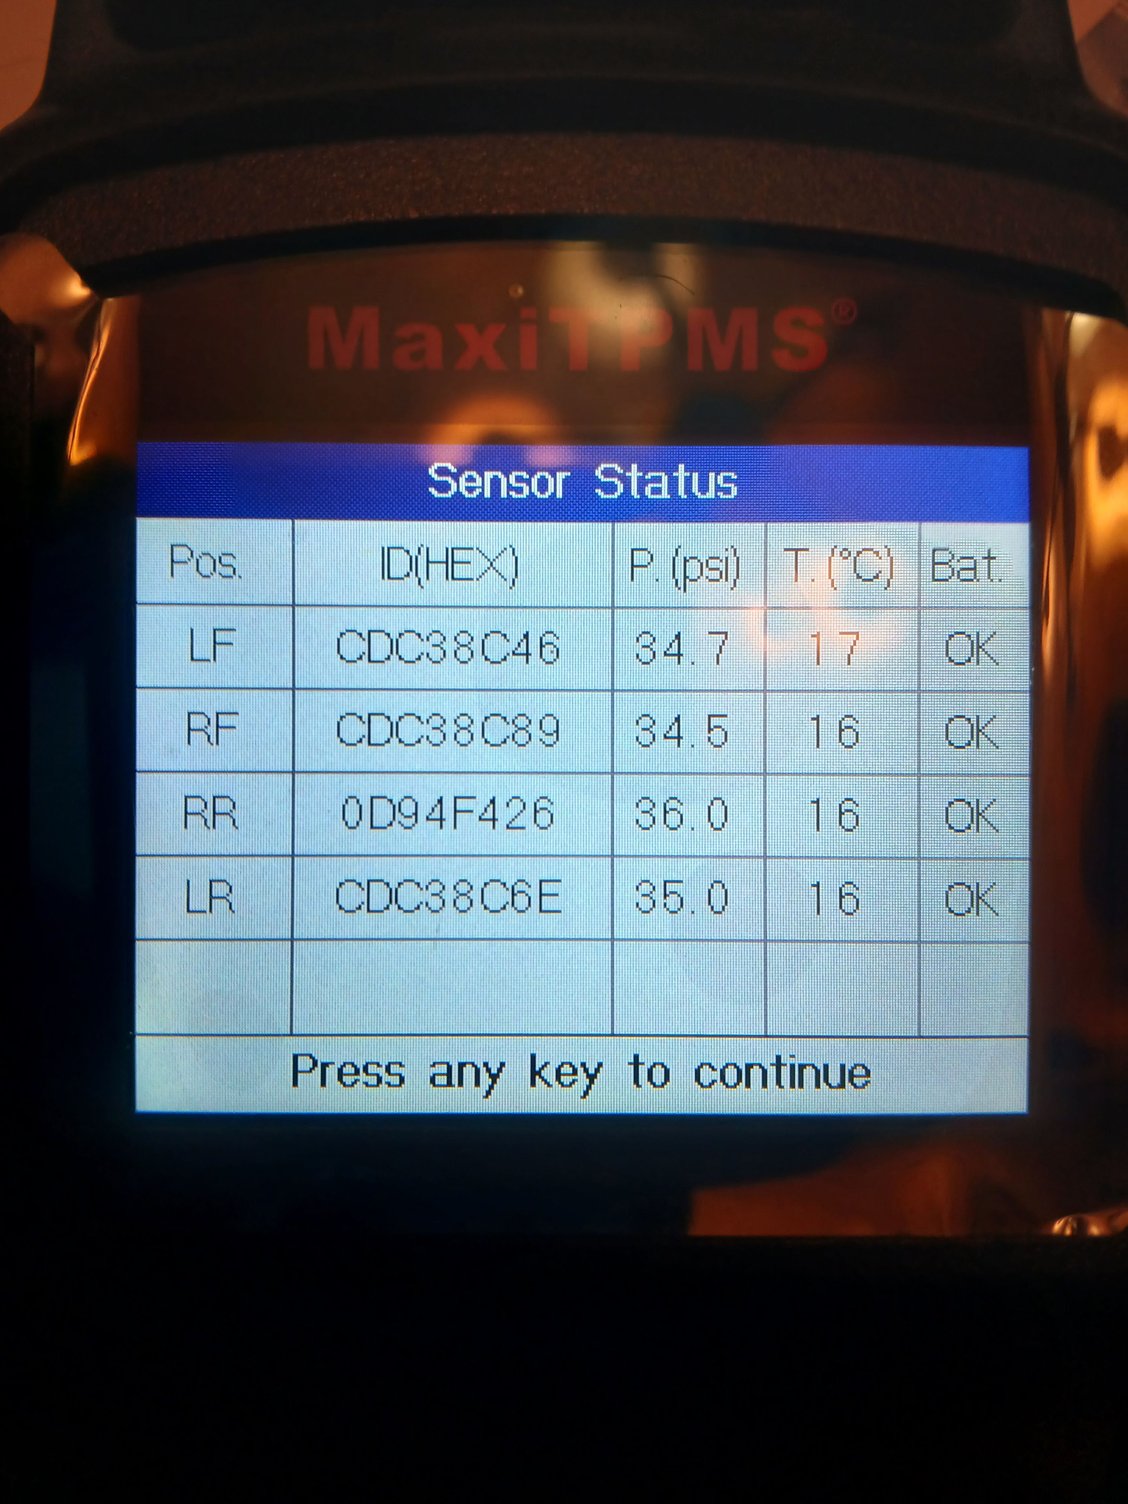 MaxiTPMS®
Sensor Status
Pos. ID(HEX) P. (psi) T. (°C) Bat.
LF CDC38C46 34.7 17 OK
RF CDC38C89 34.5 16 OK
RR 0D94F426 36.0 16 OK
LR CDC38C6E 35.0 16 OK
Press any key to continue